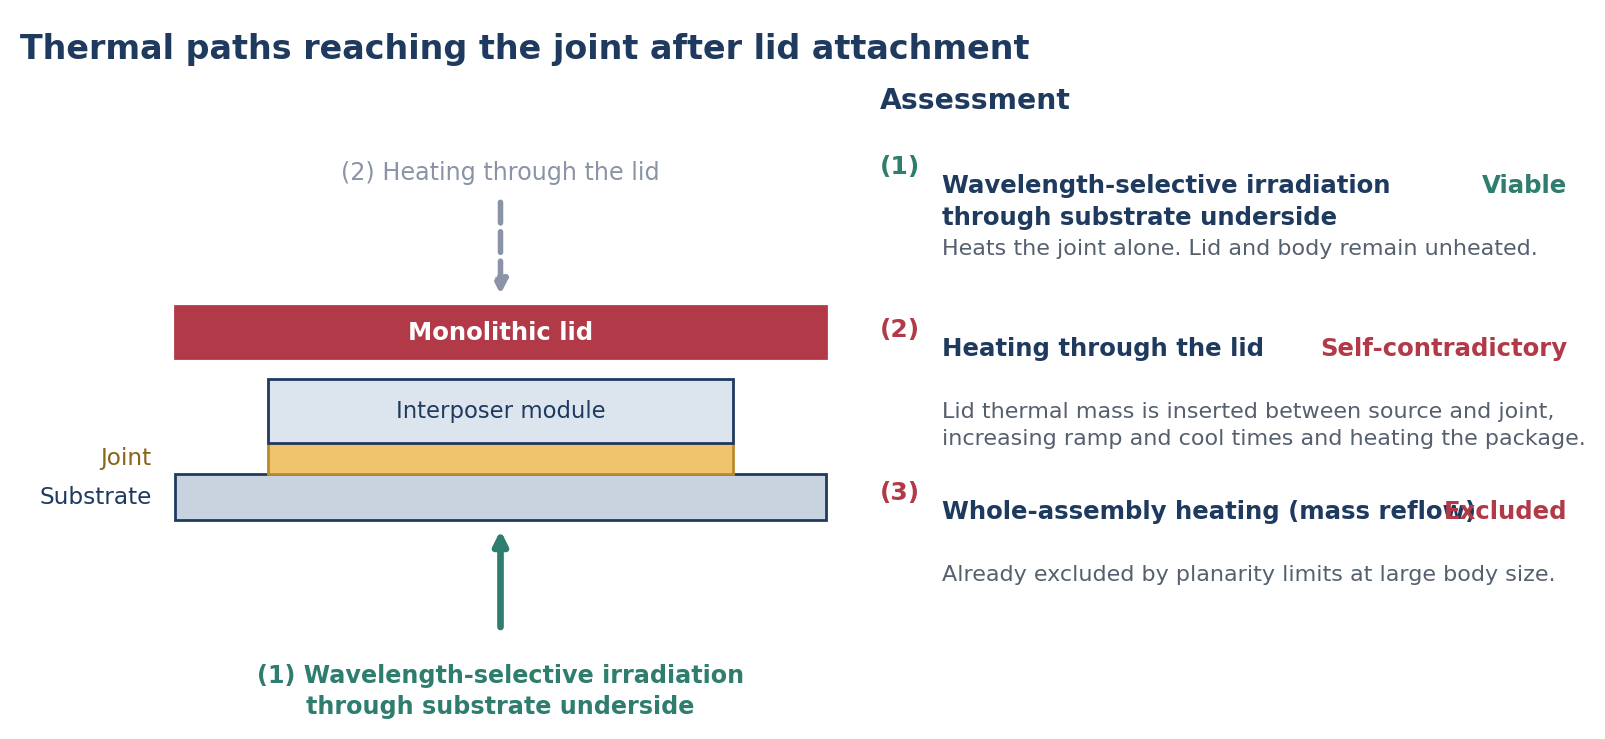 Thermal paths reaching the joint after lid attachment
(2) Heating through the lid
Monolithic lid
Interposer module
Joint
Substrate
(1) Wavelength-selective irradiation
through substrate underside
Assessment
(1)
Wavelength-selective irradiation
through substrate underside
Viable
Heats the joint alone. Lid and body remain unheated.
(2)
Heating through the lid
Self-contradictory
Lid thermal mass is inserted between source and joint,
increasing ramp and cool times and heating the package.
(3)
Whole-assembly heating (mass reflow)
Excluded
Already excluded by planarity limits at large body size.